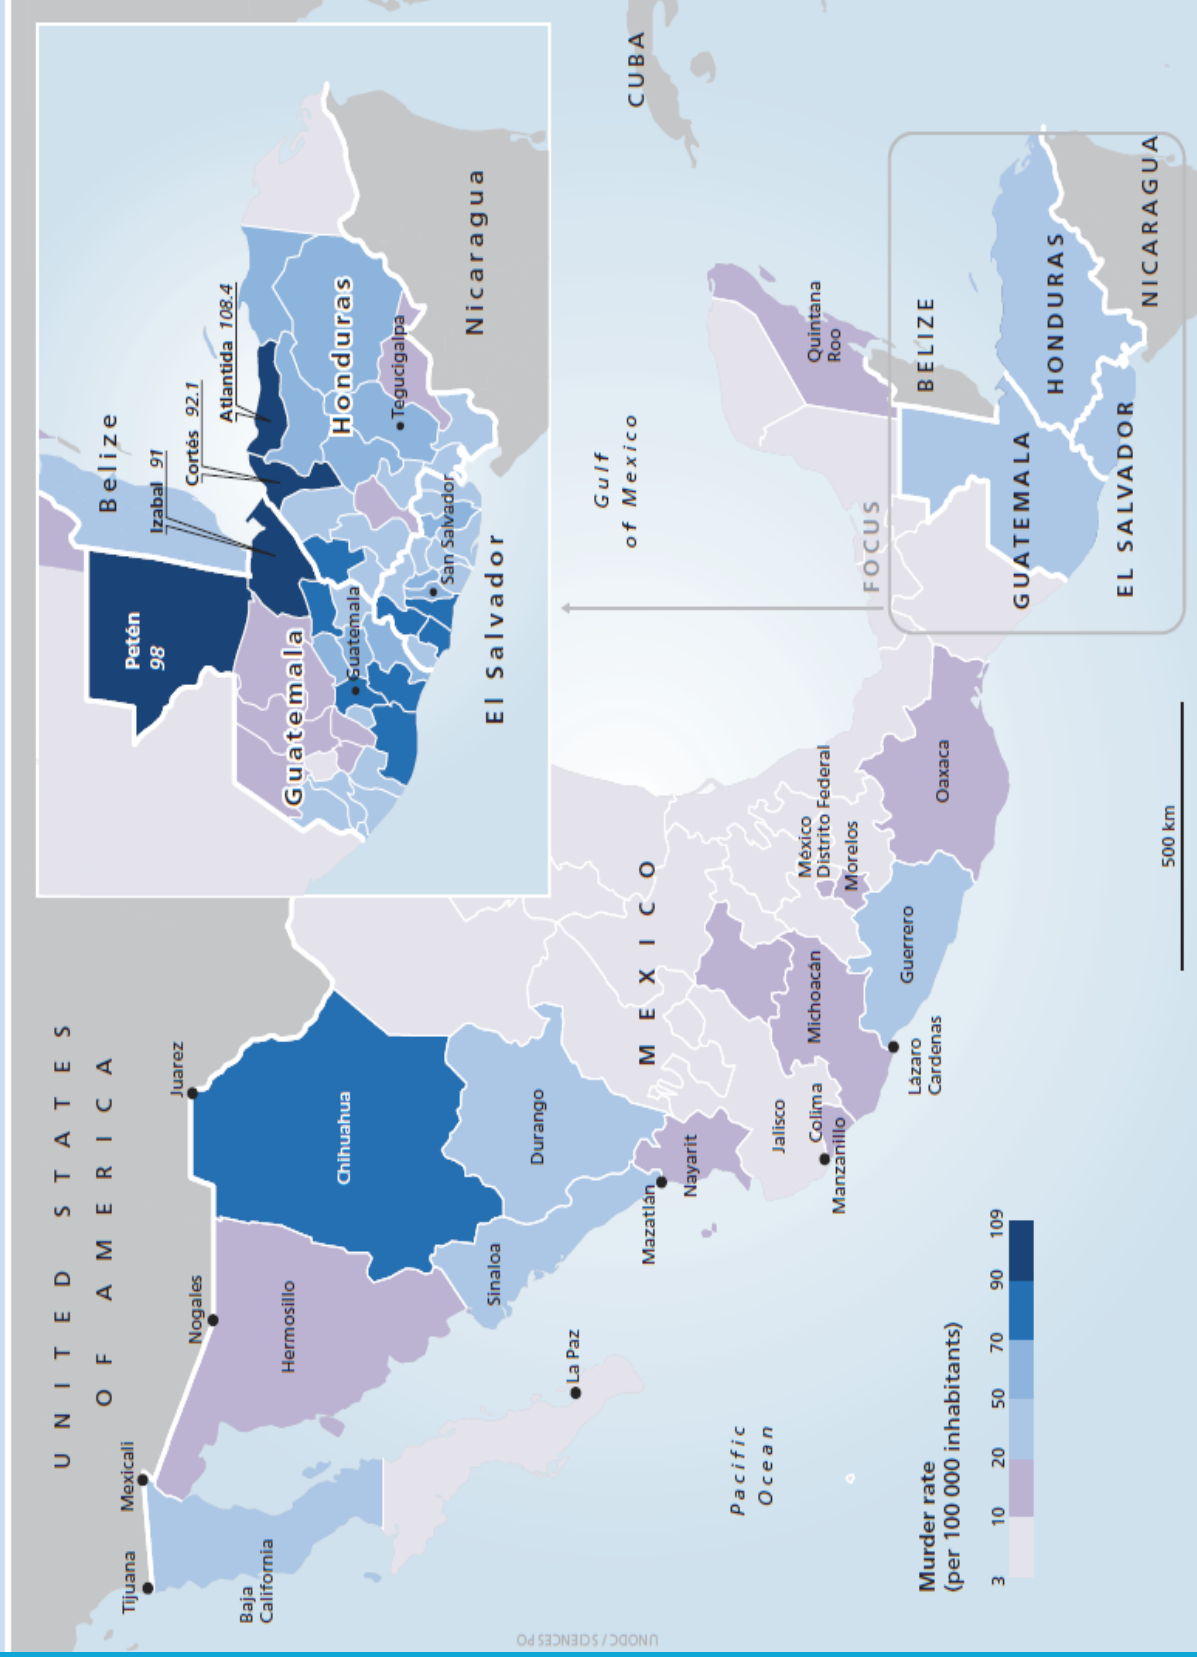 UNITED STATES
OF AMERICA
Tijuana
Mexicali
Nogales
Juarez
Baja
California
Hermosillo
Chihuahua
Sinaloa
Durango
La Paz
Mazatlán
Nayarit
MEXICO
Jalisco
Colima
Manzanillo
Michoacán
Lázaro
Cardenas
Guerrero
México
Distrito Federal
Morelos
Oaxaca
Quintana
Roo
Gulf
of Mexico
Pacific
Ocean
CUBA
BELIZE
GUATEMALA
HONDURAS
EL SALVADOR
NICARAGUA
FOCUS
Petén
98
Belize
Izabal 91
Cortés 92.1
Atlantida 108.4
Guatemala
Guatemala
Honduras
Tegucigalpa
San Salvador
El Salvador
Nicaragua
Murder rate
(per 100 000 inhabitants)
3 10 20 50 70 90 109
500 km
UNODC / SCIENCES PO